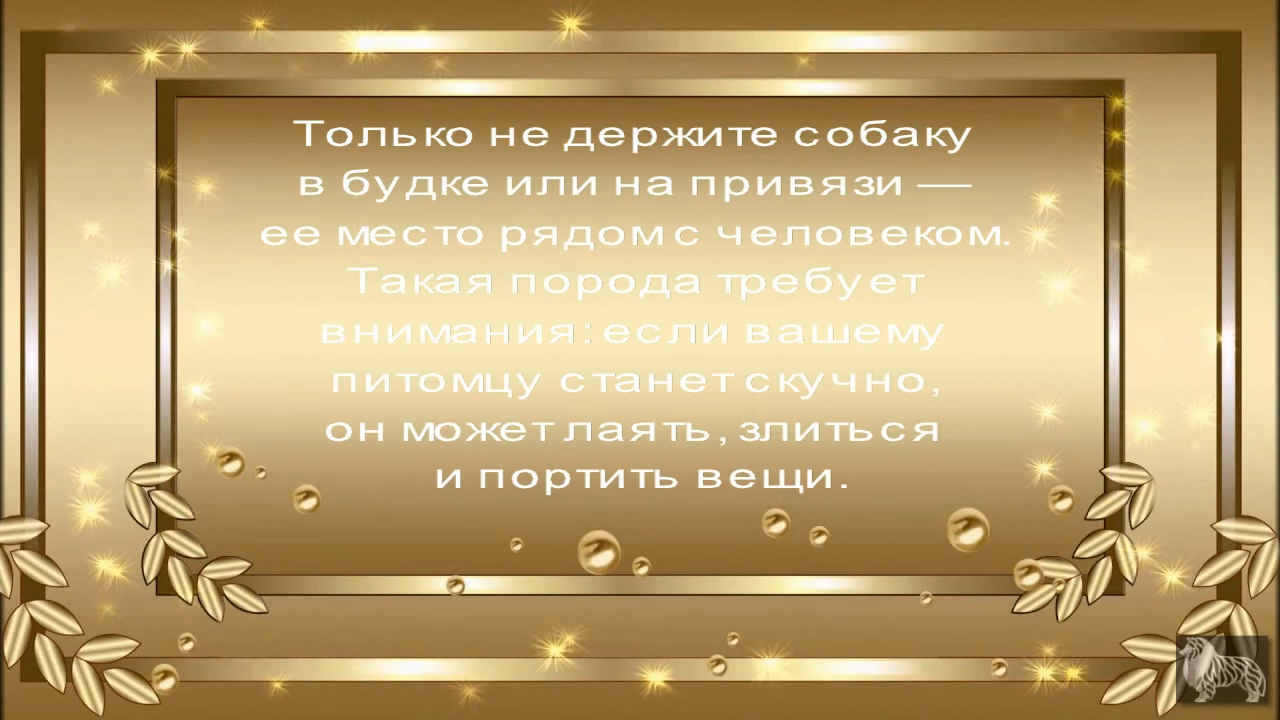 Только не держите собаку
в будке или на привязи —
ее место рядом с человеком.
Такая порода требует
внимания: если вашему
питомцу станет скучно,
он может лаять, злиться
и портить вещи.